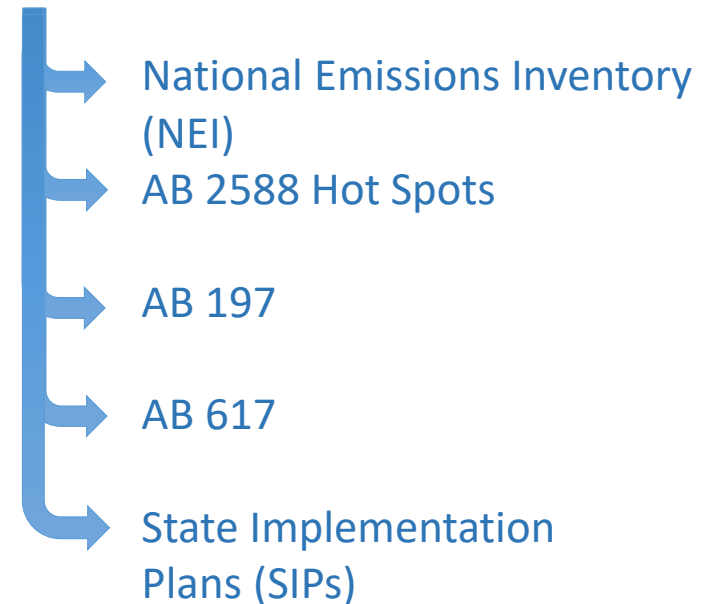 National Emissions Inventory
(NEI)
AB 2588 Hot Spots
AB 197
AB 617
State Implementation
Plans (SIPs)